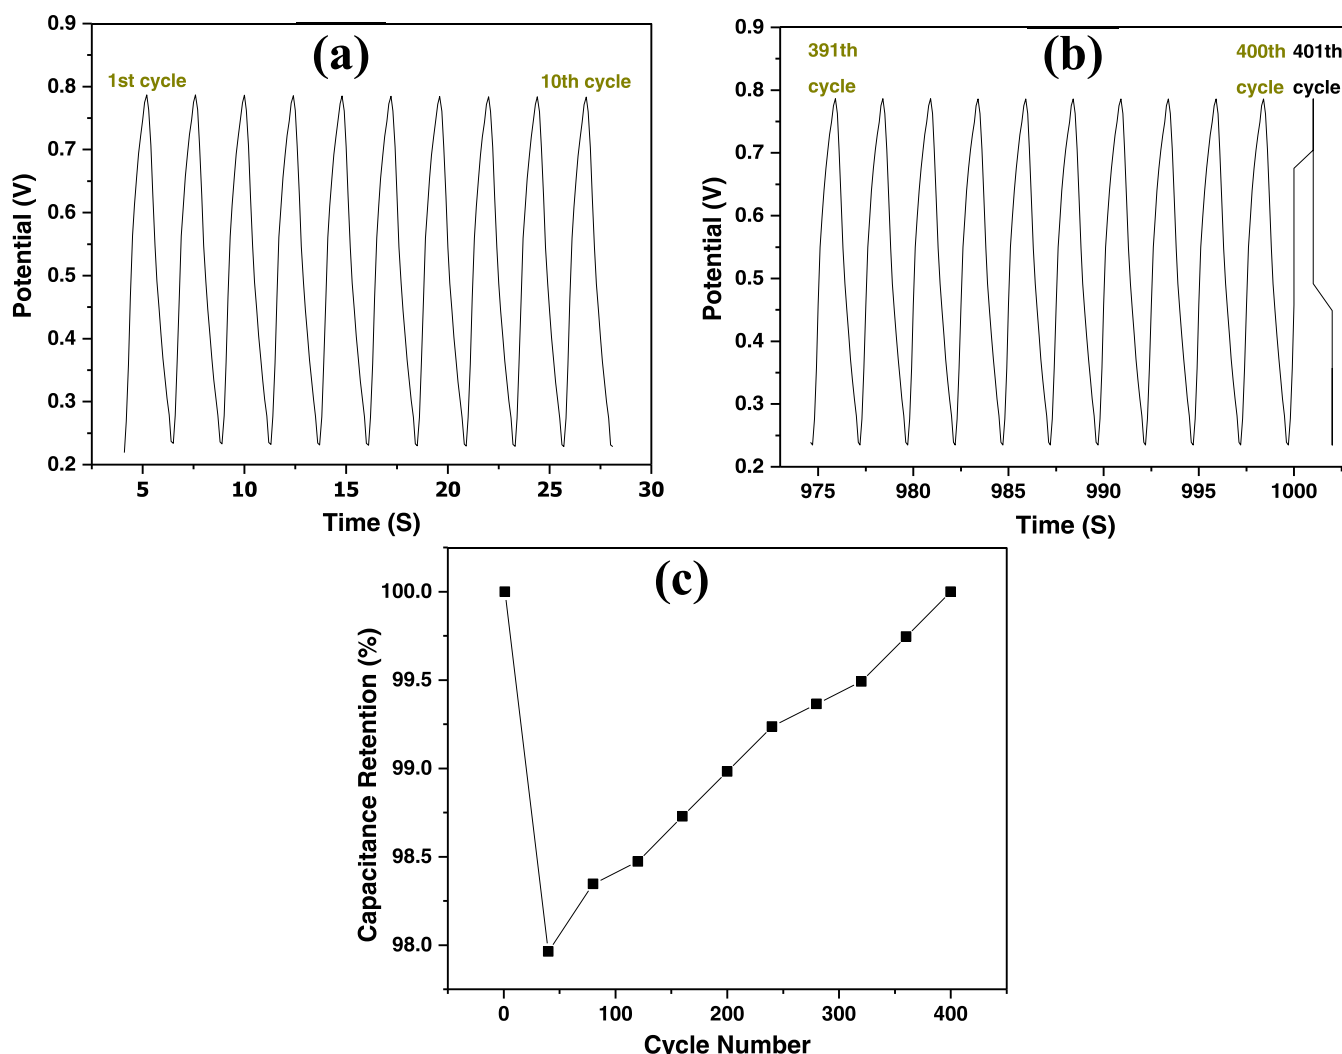 (a)
1st cycle
10th cycle
0.9
0.8
0.7
0.6
0.5
0.4
0.3
0.2
Potential (V)
5
10
15
20
25
30
Time (S)
(b)
391th
cycle
400th
cycle
401th
cycle
0.9
0.8
0.7
0.6
0.5
0.4
0.3
0.2
Potential (V)
975
980
985
990
995
1000
Time (S)
(c)
100.0
99.5
99.0
98.5
98.0
Capacitance Retention (%)
0
100
200
300
400
Cycle Number